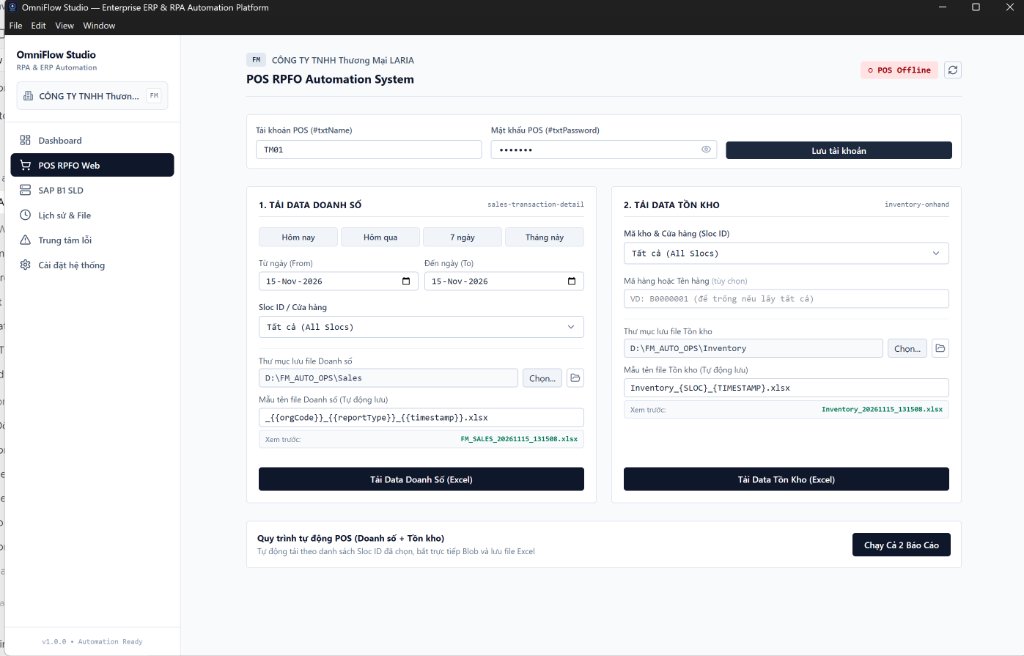 OmniFlow Studio — Enterprise ERP & RPA Automation Platform
File Edit View Window
OmniFlow Studio
RPA & ERP Automation
CÔNG TY TNHH Thươn... FM
Dashboard
POS RPFO Web
SAP B1 SLD
Lịch sử & File
Trung tâm lỗi
Cài đặt hệ thống
v1.0.0 • Automation Ready
FM CÔNG TY TNHH Thương Mại LARIA
POS RPFO Automation System
POS Offline
Tài khoản POS (#txtName)
TM01
Mật khẩu POS (#txtPassword)
•••••••
Lưu tài khoản
1. TẢI DATA DOANH SỐ
sales-transaction-detail
Hôm nay
Hôm qua
7 ngày
Tháng này
Từ ngày (From)
15-Nov-2026
Đến ngày (To)
15-Nov-2026
Sloc ID / Cửa hàng
Tất cả (All Slocs)
Thư mục lưu file Doanh số
D:\FM_AUTO_OPS\Sales
Chọn...
Mẫu tên file Doanh số (Tự động lưu)
_{{orgCode}}_{{reportType}}_{{timestamp}}.xlsx
Xem trước: FM_SALES_20261115_131508.xlsx
Tải Data Doanh Số (Excel)
2. TẢI DATA TỒN KHO
inventory-onhand
Mã kho & Cửa hàng (Sloc ID)
Tất cả (All Slocs)
Mã hàng hoặc Tên hàng (tùy chọn)
VD: B0000001 (để trống nếu lấy tất cả)
Thư mục lưu file Tồn kho
D:\FM_AUTO_OPS\Inventory
Chọn...
Mẫu tên file Tồn kho (Tự động lưu)
Inventory_{SLOC}_{TIMESTAMP}.xlsx
Xem trước: Inventory_20261115_131508.xlsx
Tải Data Tồn Kho (Excel)
Quy trình tự động POS (Doanh số + Tồn kho)
Tự động tải theo danh sách Sloc ID đã chọn, bắt trực tiếp Blob và lưu file Excel
Chạy Cả 2 Báo Cáo